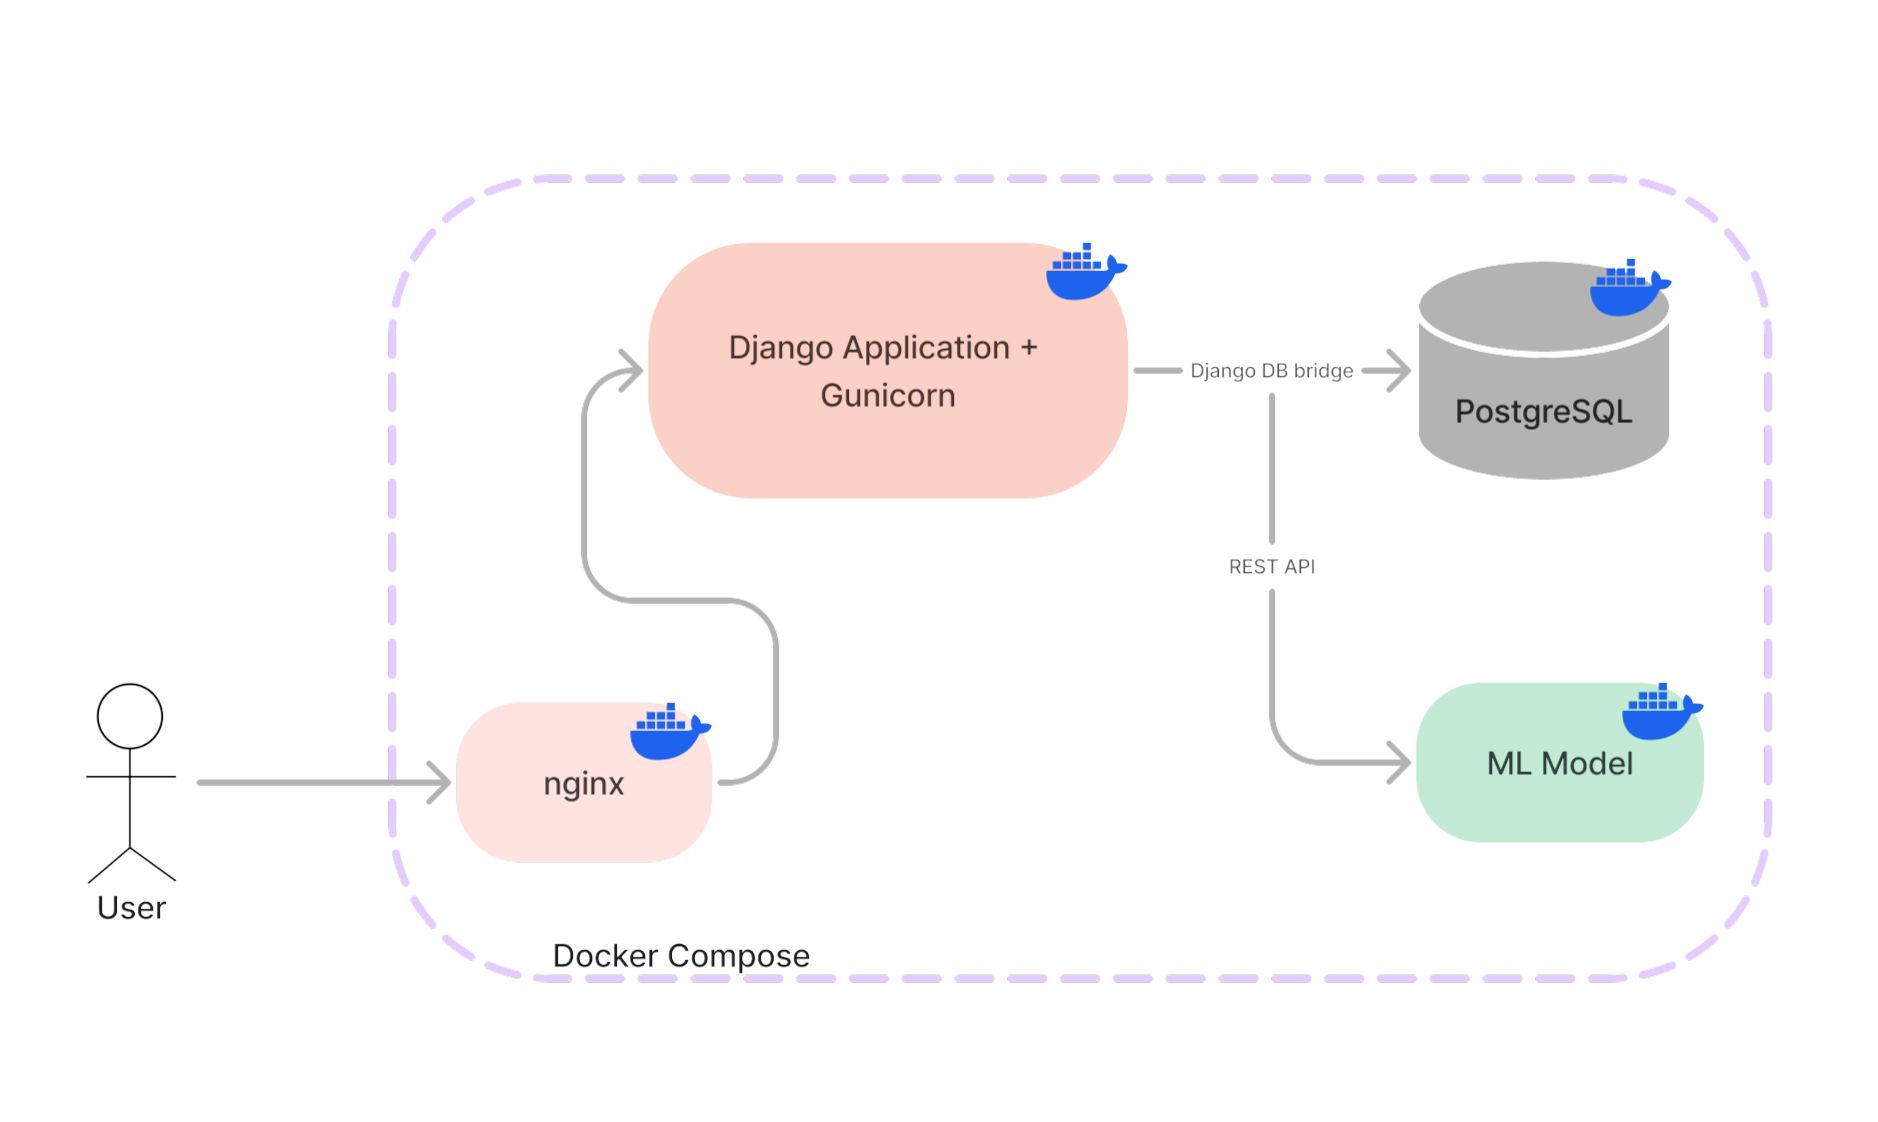 Django Application +
Gunicorn
Django DB bridge
PostgreSQL
REST API
nginx
ML Model
User
Docker Compose